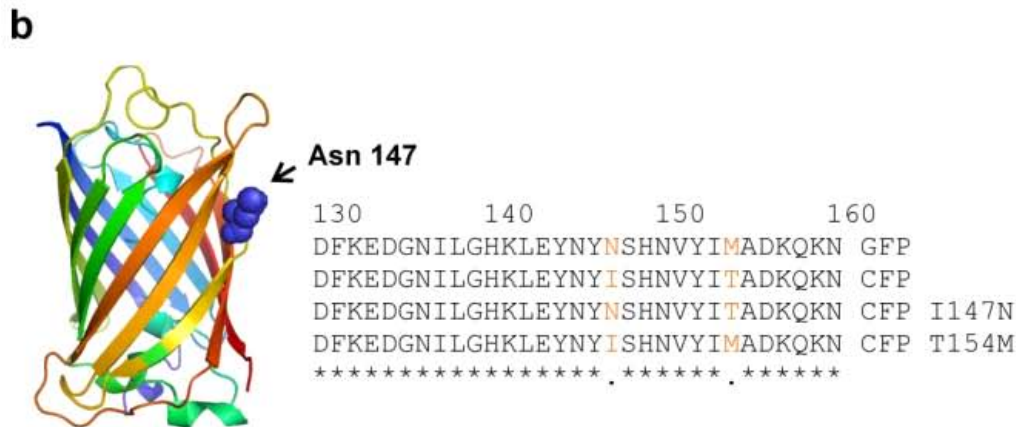 b
Asn 147
130 140 150 160
DFKEDGNILGHKLEYNYNSHNVYIMADKQKN GFP
DFKEDGNILGHKLEYNYISHNVYITADKQKN CFP
DFKEDGNILGHKLEYNYNSHNVYITADKQKN CFP I147N
DFKEDGNILGHKLEYNYISHNVYIMADKQKN CFP T154M
*****************.******.******